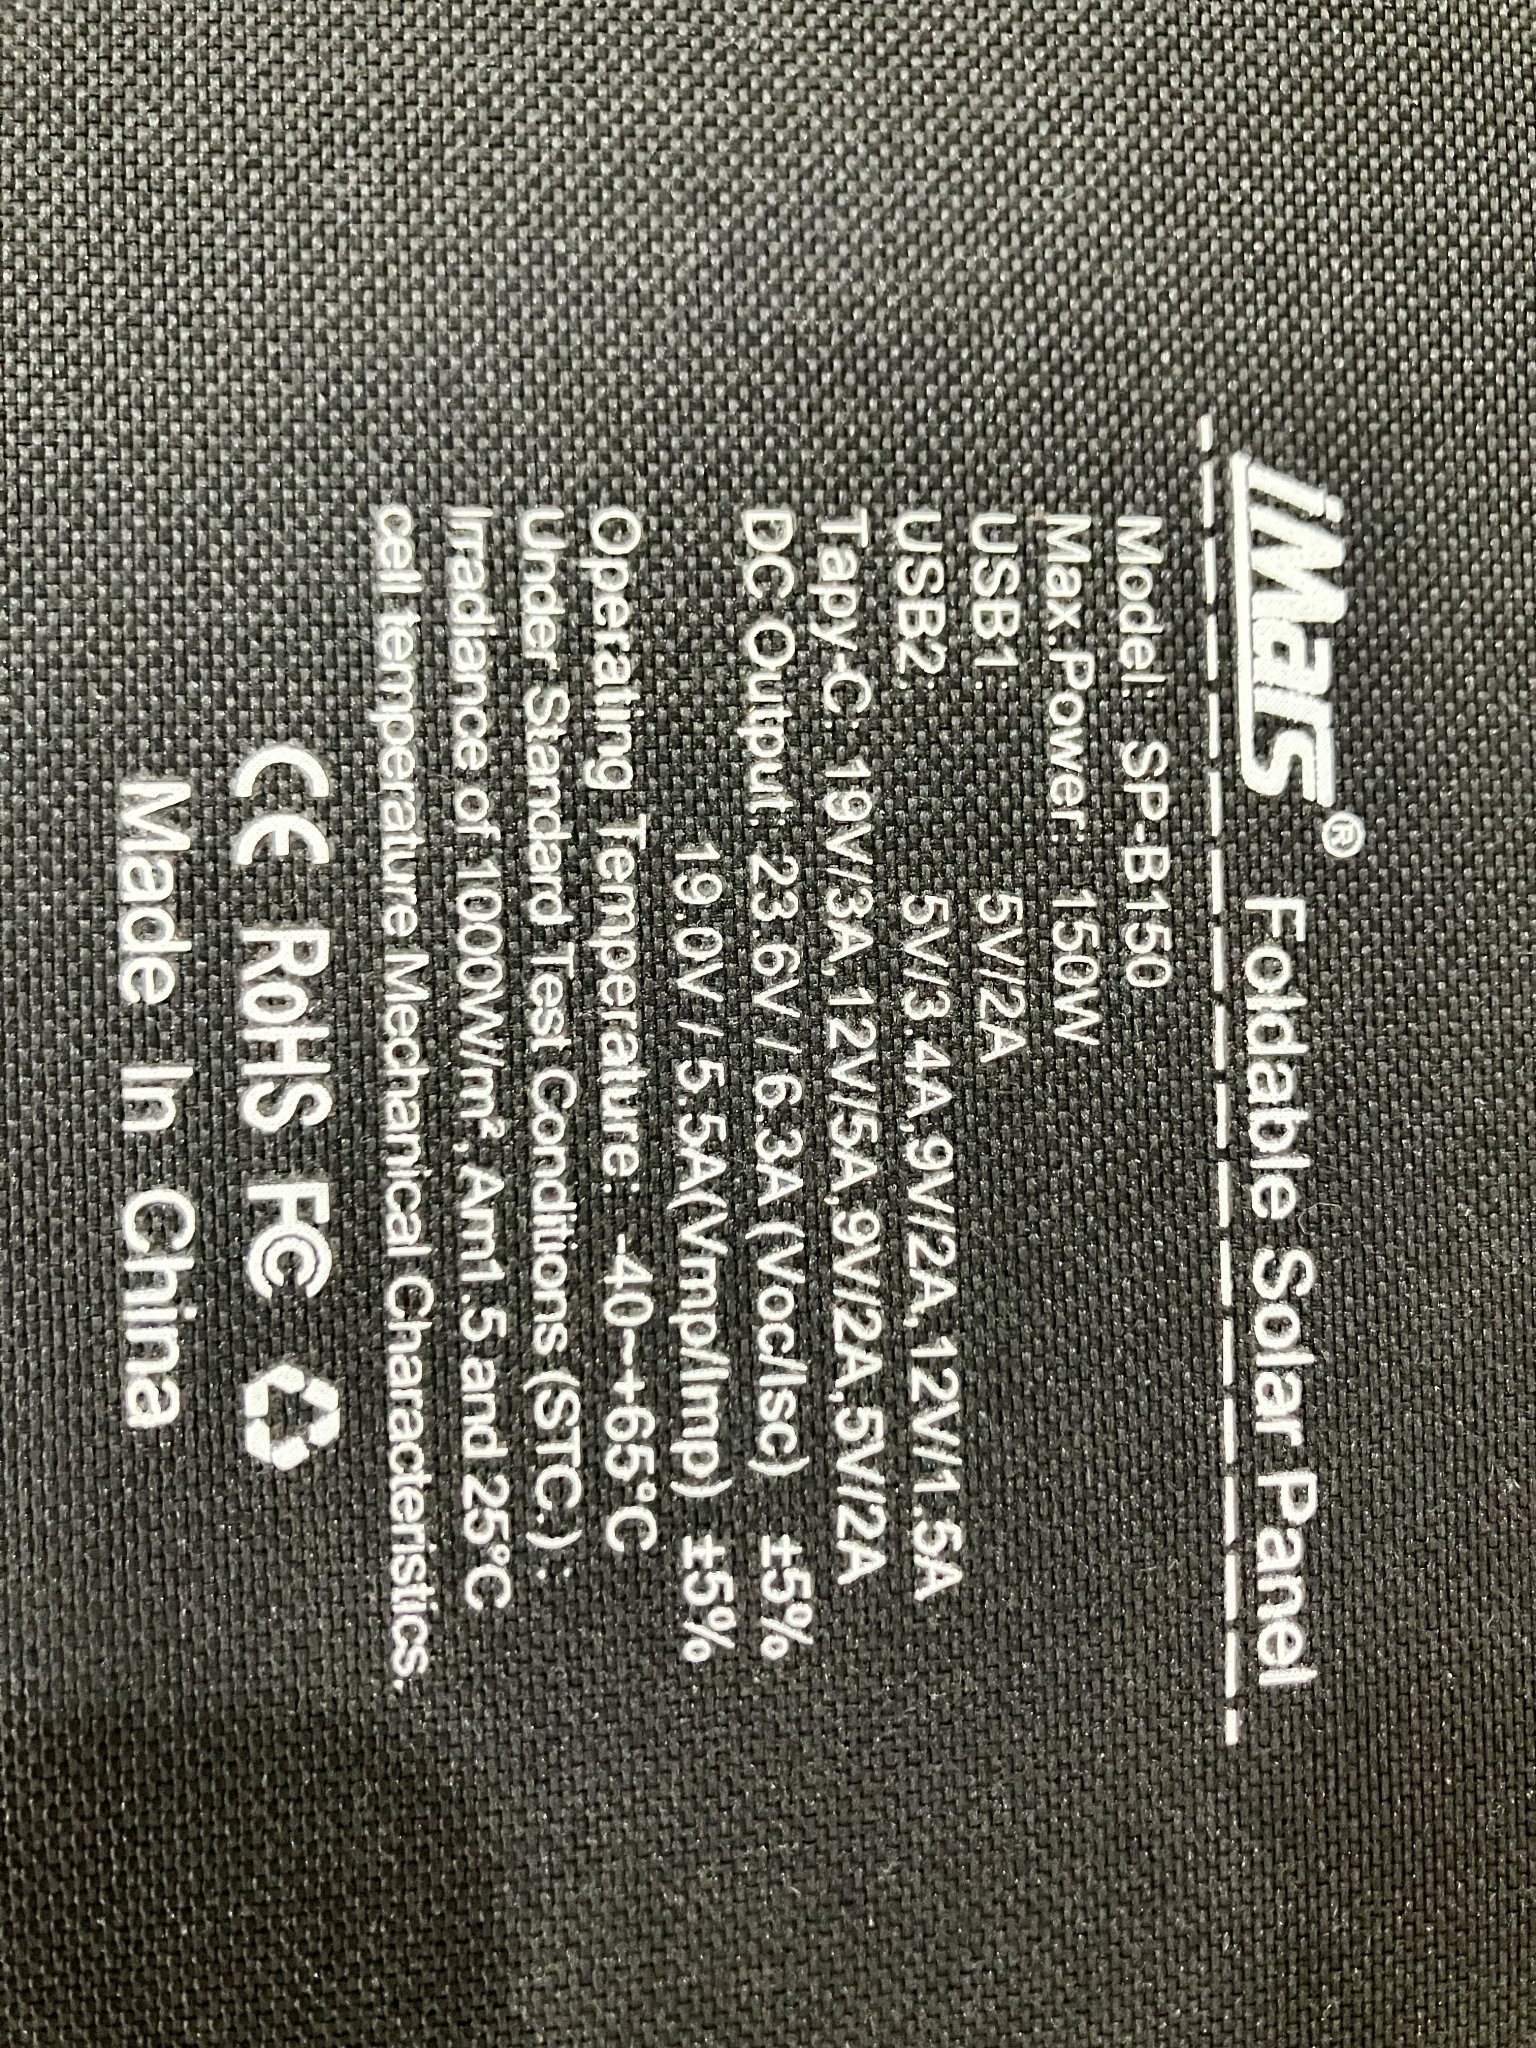 iMars® Foldable Solar Panel
Model: SP-B150
Max.Power: 150W
USB1: 5V/2A
USB2: 5V/3.4A,9V/2A,12V/1.5A
Tapy-C: 19V/3A,12V/5A,9V/2A,5V/2A
DC Output: 23.6V / 6.3A (Voc/Isc) ±5%
19.0V / 5.5A(Vmp/Imp) ±5%
Operating Temperature: -40~+65°C
Under Standard Test Conditions (STC.):
Irradiance of 1000W/m², Am1.5 and 25°C
cell temperature Mechanical Characteristics.
CE RoHS FC
Made In China